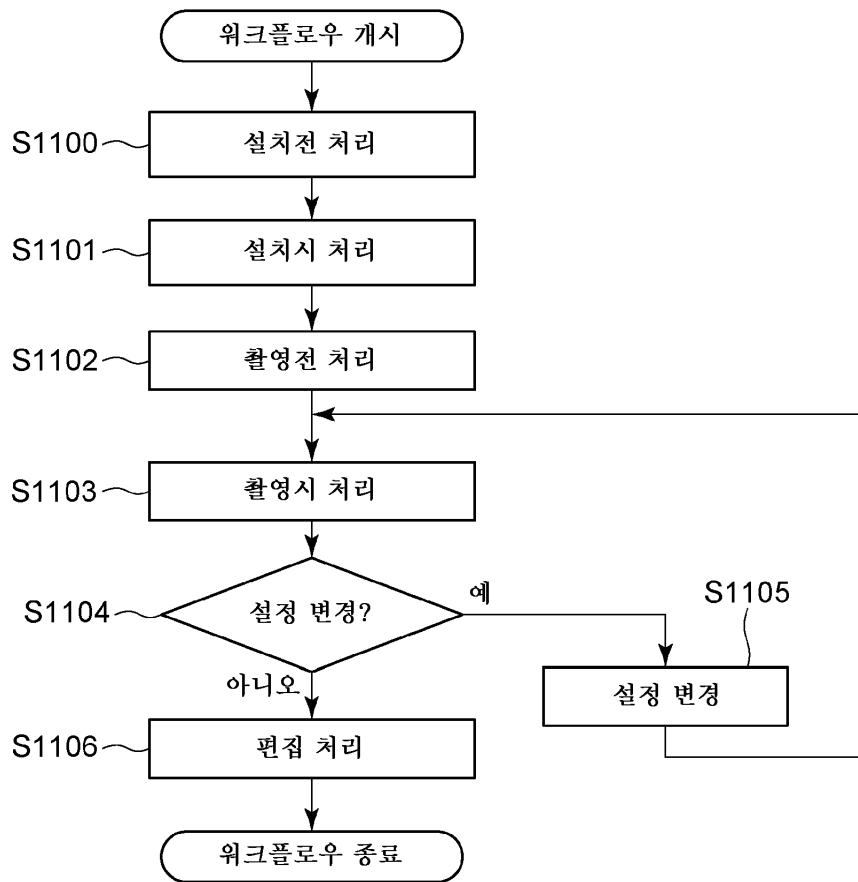 워크플로우 개시
S1100
설치전 처리
S1101
설치시 처리
S1102
촬영전 처리
S1103
촬영시 처리
S1104
설정 변경?
예
S1105
설정 변경
아니오
S1106
편집 처리
워크플로우 종료